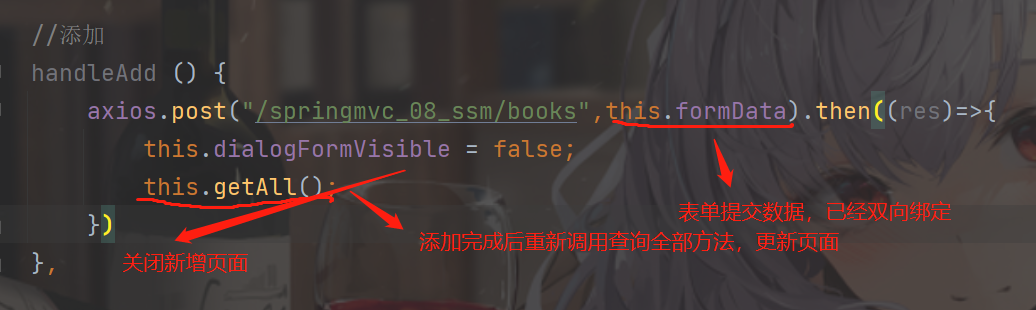 //添加
handleAdd () {
axios.post("/springmvc_08_ssm/books",this.formData).then((res)=>{
this.dialogFormVisible = false;
this.getAll();
表单提交数据，已经双向绑定
})
添加完成后重新调用查询全部方法，更新页面
关闭新增页面
},